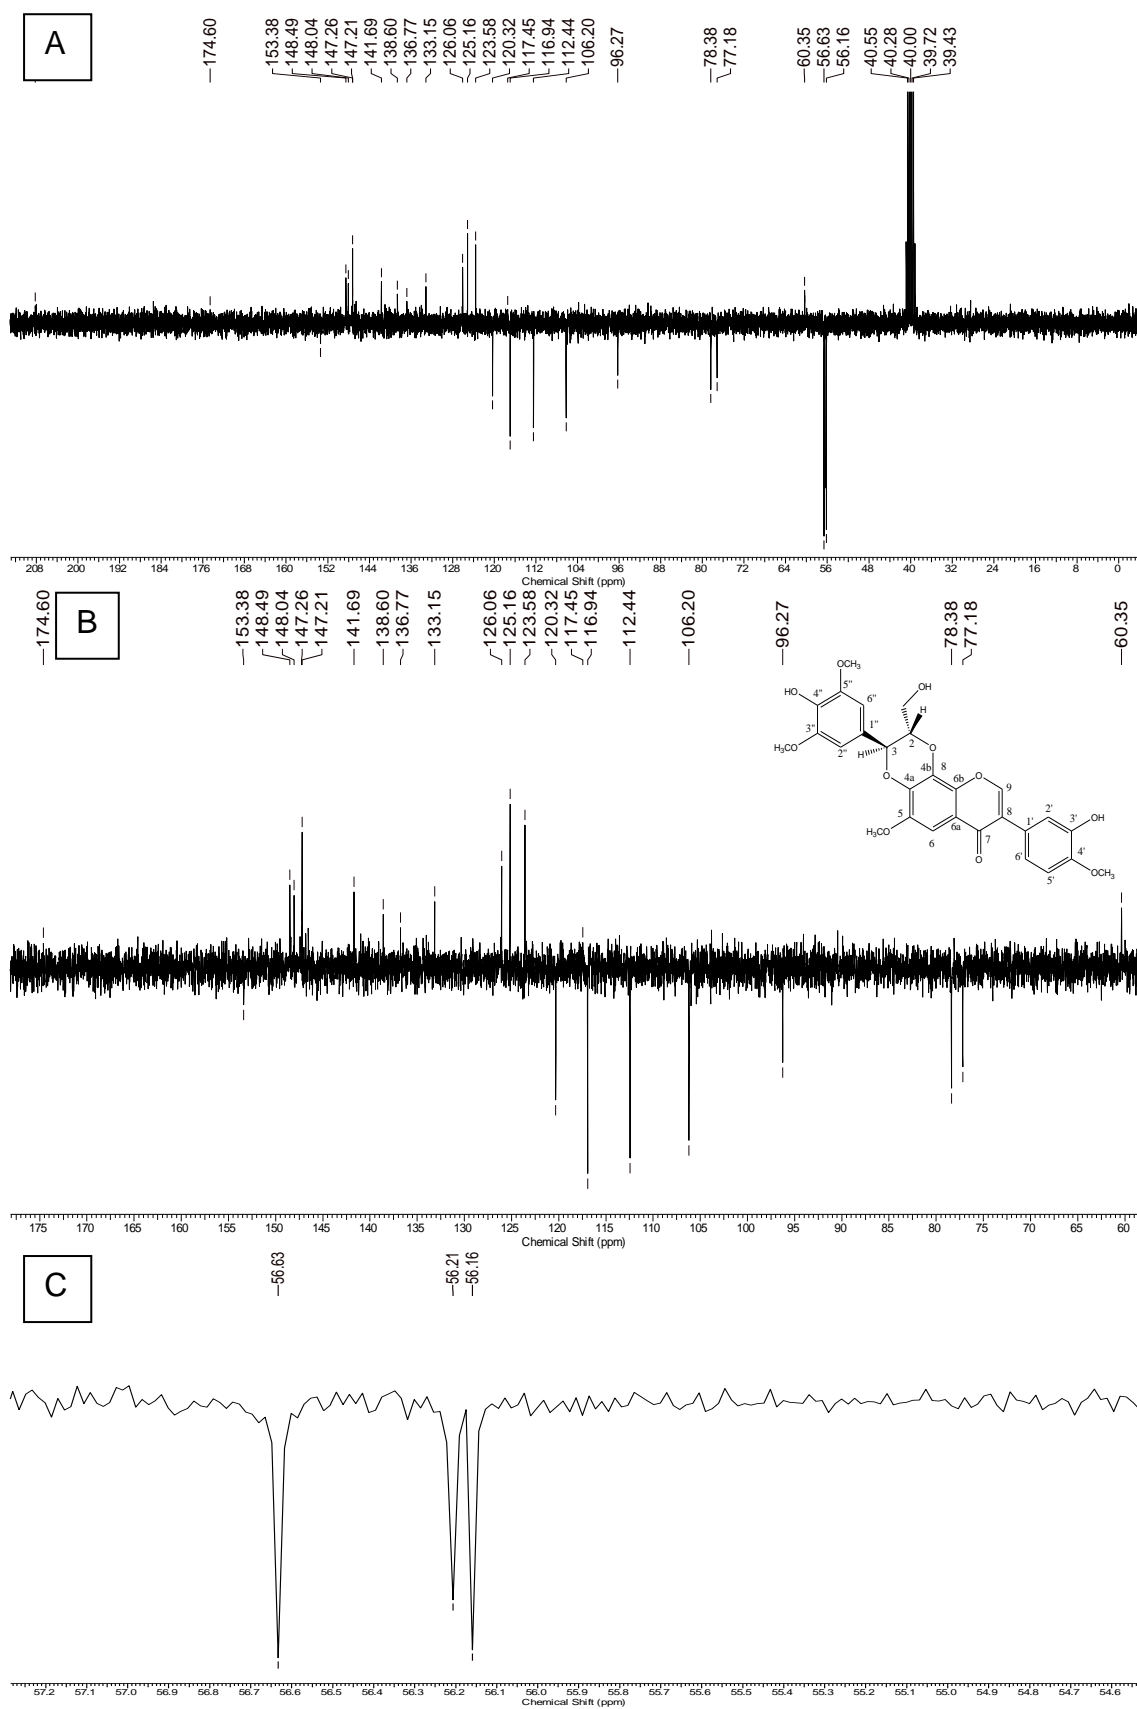 A
174.60
153.38
148.49
148.04
147.26
147.21
141.69
138.60
136.77
133.15
126.06
125.16
123.58
120.32
117.45
116.94
112.44
106.20
96.27
78.38
77.18
60.35
56.63
56.16
40.55
40.28
40.00
39.72
39.43
208 200 192 184 176 168 160 152 144 136 128 120 112 104 96 88 80 72 64 56 48 40 32 24 16 8 0
Chemical Shift (ppm)
B
174.60
153.38
148.49
148.04
147.26
147.21
141.69
138.60
136.77
133.15
126.06
125.16
123.58
120.32
117.45
116.94
112.44
106.20
96.27
78.38
77.18
60.35
OCH3
HO 4'' 5'' 6'' OH
H
3'' 1'' 2
H3CO 2'' H 3 O
O 4a 4b 8 6b O 9
5 6a 8 2' 3' OH
H3CO 6 7 1'
O 6' 4'
5' OCH3
175 170 165 160 155 150 145 140 135 130 125 120 115 110 105 100 95 90 85 80 75 70 65 60
Chemical Shift (ppm)
C
56.63
56.21
56.16
57.2 57.1 57.0 56.9 56.8 56.7 56.6 56.5 56.4 56.3 56.2 56.1 56.0 55.9 55.8 55.7 55.6 55.5 55.4 55.3 55.2 55.1 55.0 54.9 54.8 54.7 54.6
Chemical Shift (ppm)